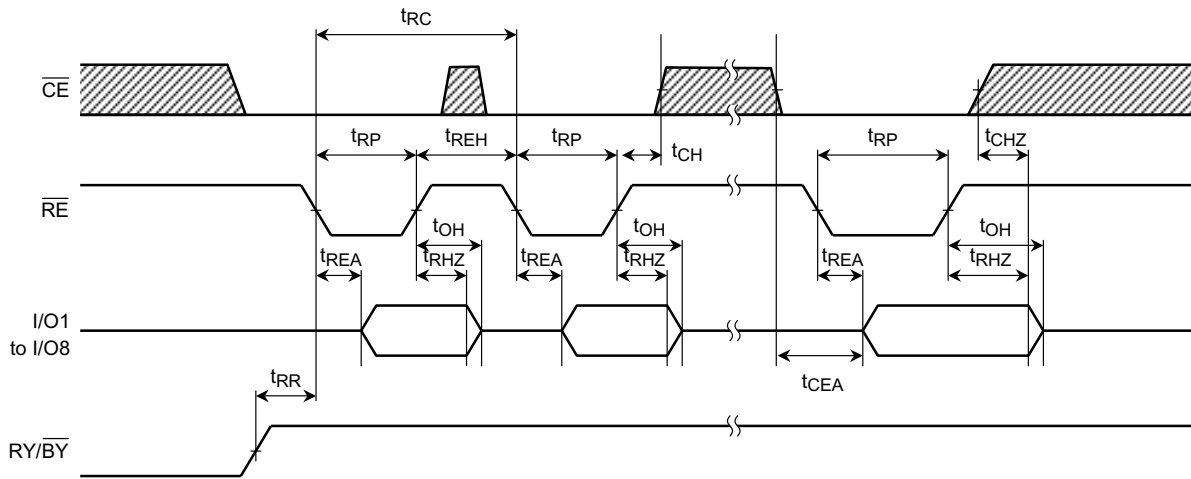 tRC
CE
tRP tREH tRP tCH tRP tCHZ
RE
tOH tOH tOH
tREA tRHZ tREA tRHZ tREA tRHZ
I/O1
to I/O8
tRR tCEA
RY/BY